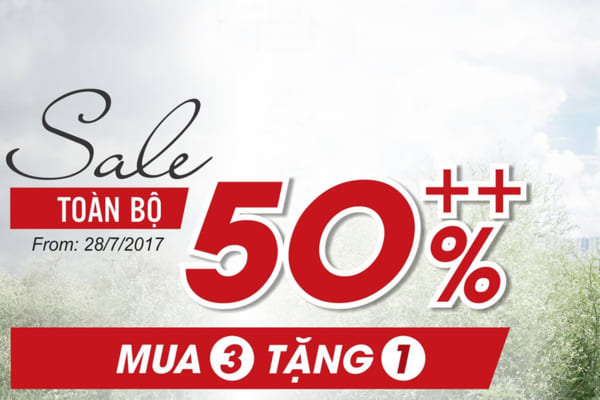 Sale
TOÀN BỘ
From: 28/7/2017
50%++
MUA 3 TẶNG 1